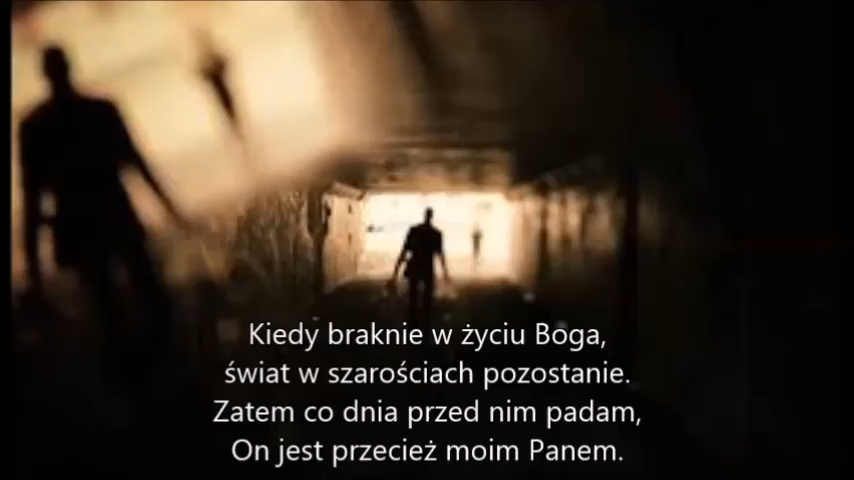 Kiedy braknie w życiu Boga,
świat w szarościach pozostanie.
Zatem co dnia przed nim padam,
On jest przecież moim Panem.